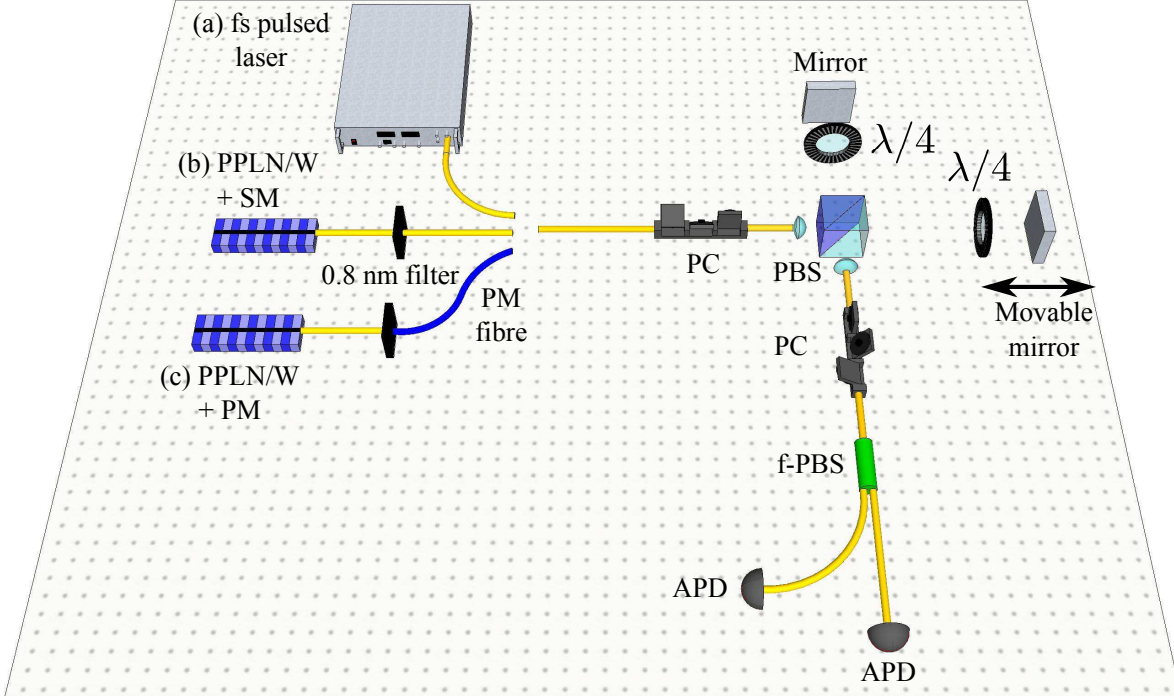 (a) fs pulsed
laser
Mirror
λ/4
λ/4
(b) PPLN/W
+ SM
0.8 nm filter
PC
PBS
PM
fibre
Movable
mirror
PC
(c) PPLN/W
+ PM
f-PBS
APD
APD